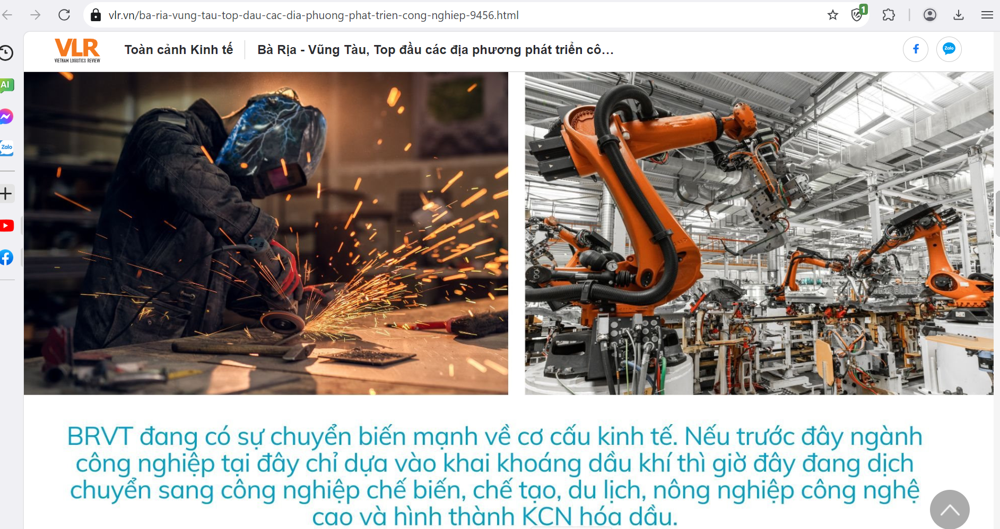 vlr.vn/ba-ria-vung-tau-top-dau-cac-dia-phuong-phat-trien-cong-nghiep-9456.html
1
VLR
VIETNAM LOGISTICS REVIEW
Toàn cảnh Kinh tế
Bà Rịa - Vũng Tàu, Top đầu các địa phương phát triển cô...
Zalo
AI
Zalo
BRVT đang có sự chuyển biến mạnh về cơ cấu kinh tế. Nếu trước đây ngành
công nghiệp tại đây chỉ dựa vào khai khoáng dầu khí thì giờ đây đang dịch
chuyển sang công nghiệp chế biến, chế tạo, du lịch, nông nghiệp công nghệ
cao và hình thành KCN hóa dầu.